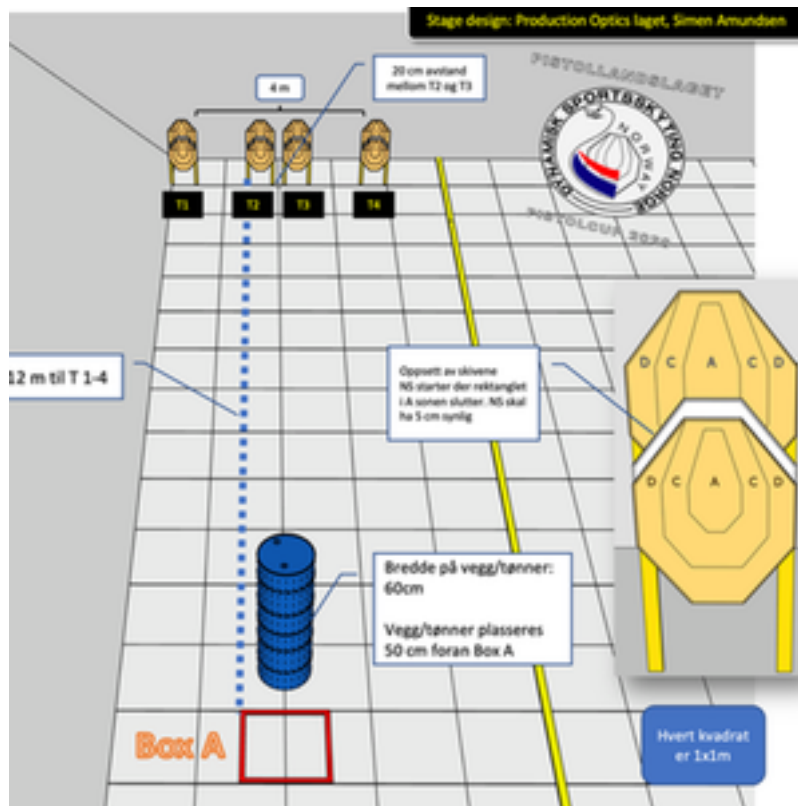 Stage design: Production Optics laget, Simen Amundsen
20 cm avstand
mellom T2 og T3
4 m
PISTOLLANDSLAGET
DYNAMISK SPORTSSKYTING NORGE
NORWAY
PISTOLCUP
T1
T2
T3
T4
12 m til T 1-4
Oppsett av skivene
NS starter der rektanglet
i A sonen slutter. NS skal
ha 5 cm synlig
D C A C D
D C A C D
Bredde på vegg/tønner:
60cm
Vegg/tønner plasseres
50 cm foran Box A
Box A
Hvert kvadrat
er 1x1m